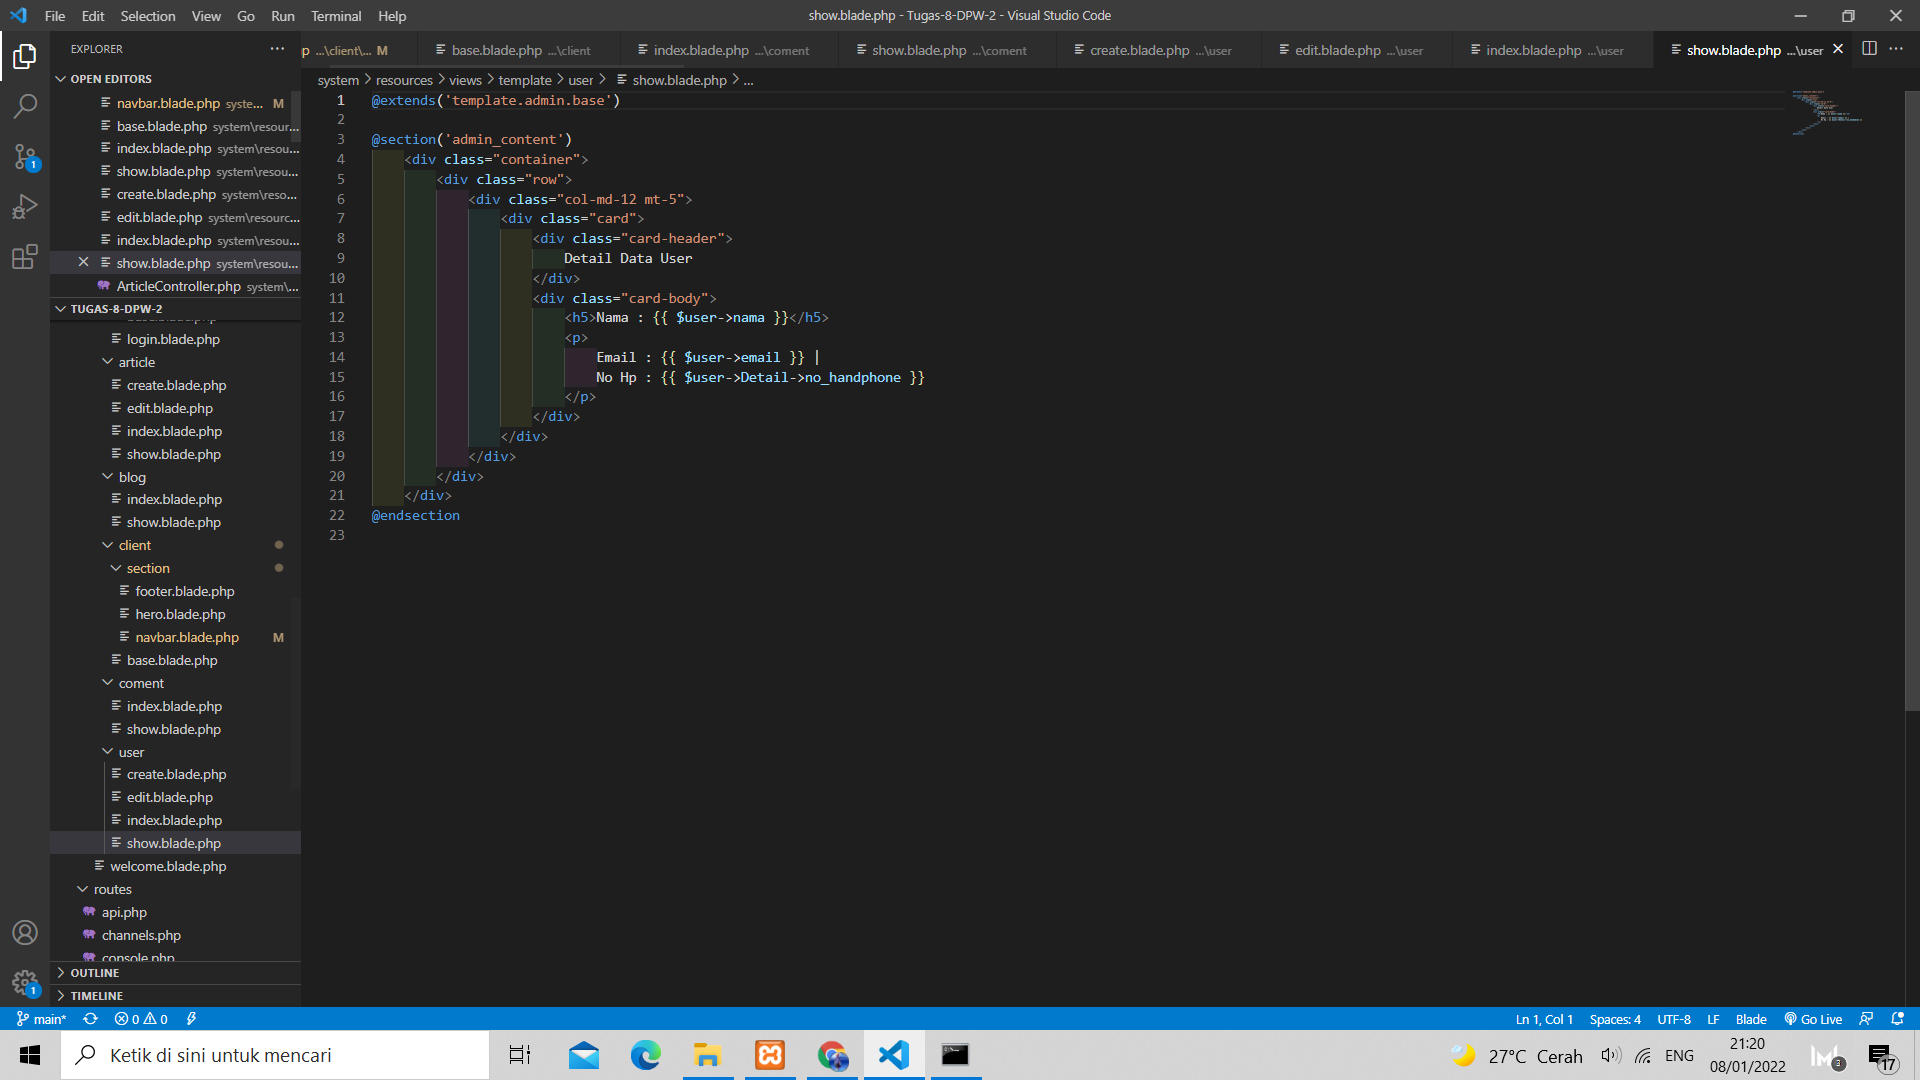 File Edit Selection View Go Run Terminal Help
show.blade.php - Tugas-8-DPW-2 - Visual Studio Code
EXPLORER
p ...\client\... M
base.blade.php ...\client
index.blade.php ...\coment
show.blade.php ...\coment
create.blade.php ...\user
edit.blade.php ...\user
index.blade.php ...\user
show.blade.php ...\user
OPEN EDITORS
navbar.blade.php syste... M
base.blade.php system\resour...
index.blade.php system\resou...
show.blade.php system\resou...
create.blade.php system\reso...
edit.blade.php system\resourc...
index.blade.php system\resou...
show.blade.php system\resou...
ArticleController.php system\...
TUGAS-8-DPW-2
login.blade.php
article
create.blade.php
edit.blade.php
index.blade.php
show.blade.php
blog
index.blade.php
show.blade.php
client
section
footer.blade.php
hero.blade.php
navbar.blade.php M
base.blade.php
coment
index.blade.php
show.blade.php
user
create.blade.php
edit.blade.php
index.blade.php
show.blade.php
welcome.blade.php
routes
api.php
channels.php
console.php
OUTLINE
TIMELINE
1
1
system > resources > views > template > user > show.blade.php > ...
1 @extends('template.admin.base')
2
3 @section('admin_content')
4 <div class="container">
5 <div class="row">
6 <div class="col-md-12 mt-5">
7 <div class="card">
8 <div class="card-header">
9 Detail Data User
10 </div>
11 <div class="card-body">
12 <h5>Nama : {{ $user->nama }}</h5>
13 <p>
14 Email : {{ $user->email }} |
15 No Hp : {{ $user->Detail->no_handphone }}
16 </p>
17 </div>
18 </div>
19 </div>
20 </div>
21 </div>
22 @endsection
23
main* 0 0
Ln 1, Col 1 Spaces: 4 UTF-8 LF Blade Go Live
Ketik di sini untuk mencari
27°C Cerah
ENG
21:20
08/01/2022
3
17